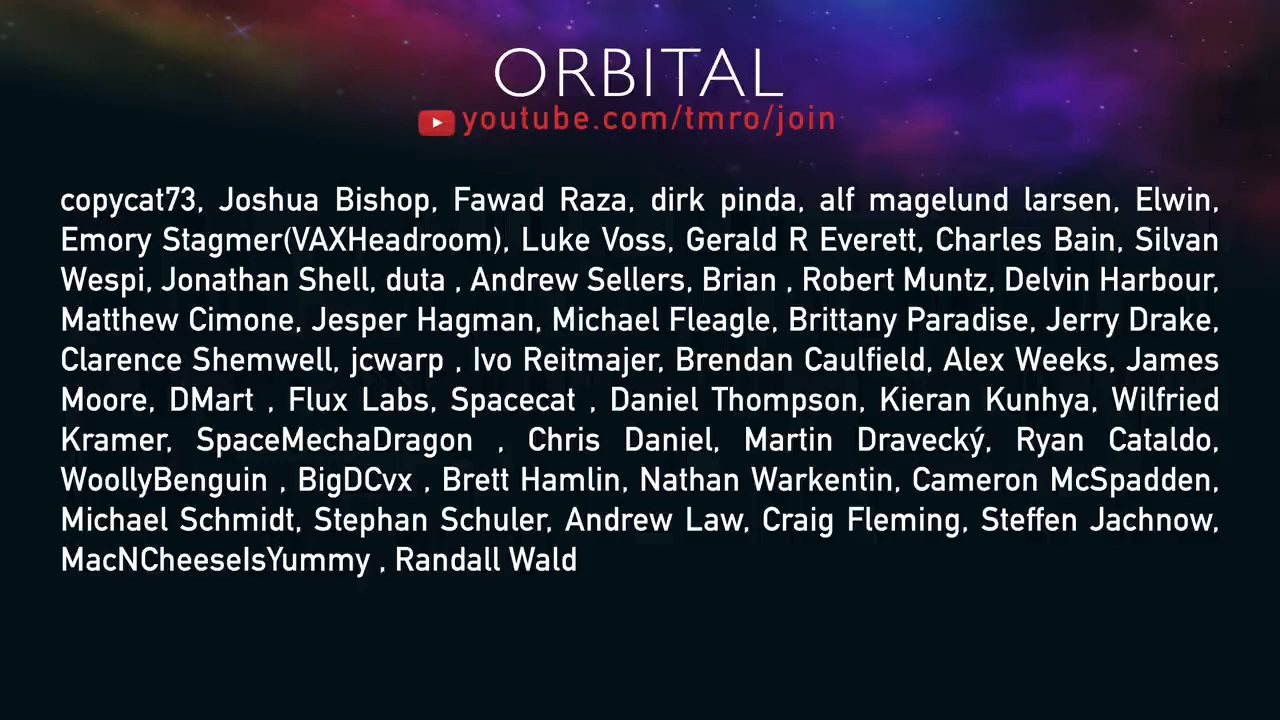 ORBITAL
youtube.com/tmro/join
copycat73, Joshua Bishop, Fawad Raza, dirk pinda, alf magelund larsen, Elwin,
Emory Stagmer(VAXHeadroom), Luke Voss, Gerald R Everett, Charles Bain, Silvan
Wespi, Jonathan Shell, duta , Andrew Sellers, Brian , Robert Muntz, Delvin Harbour,
Matthew Cimone, Jesper Hagman, Michael Fleagle, Brittany Paradise, Jerry Drake,
Clarence Shemwell, jcwarp , Ivo Reitmajer, Brendan Caulfield, Alex Weeks, James
Moore, DMart , Flux Labs, Spacecat , Daniel Thompson, Kieran Kunhya, Wilfried
Kramer, SpaceMechaDragon , Chris Daniel, Martin Dravecký, Ryan Cataldo,
WoollyBenguin , BigDCvx , Brett Hamlin, Nathan Warkentin, Cameron McSpadden,
Michael Schmidt, Stephan Schuler, Andrew Law, Craig Fleming, Steffen Jachnow,
MacNCheeseIsYummy , Randall Wald